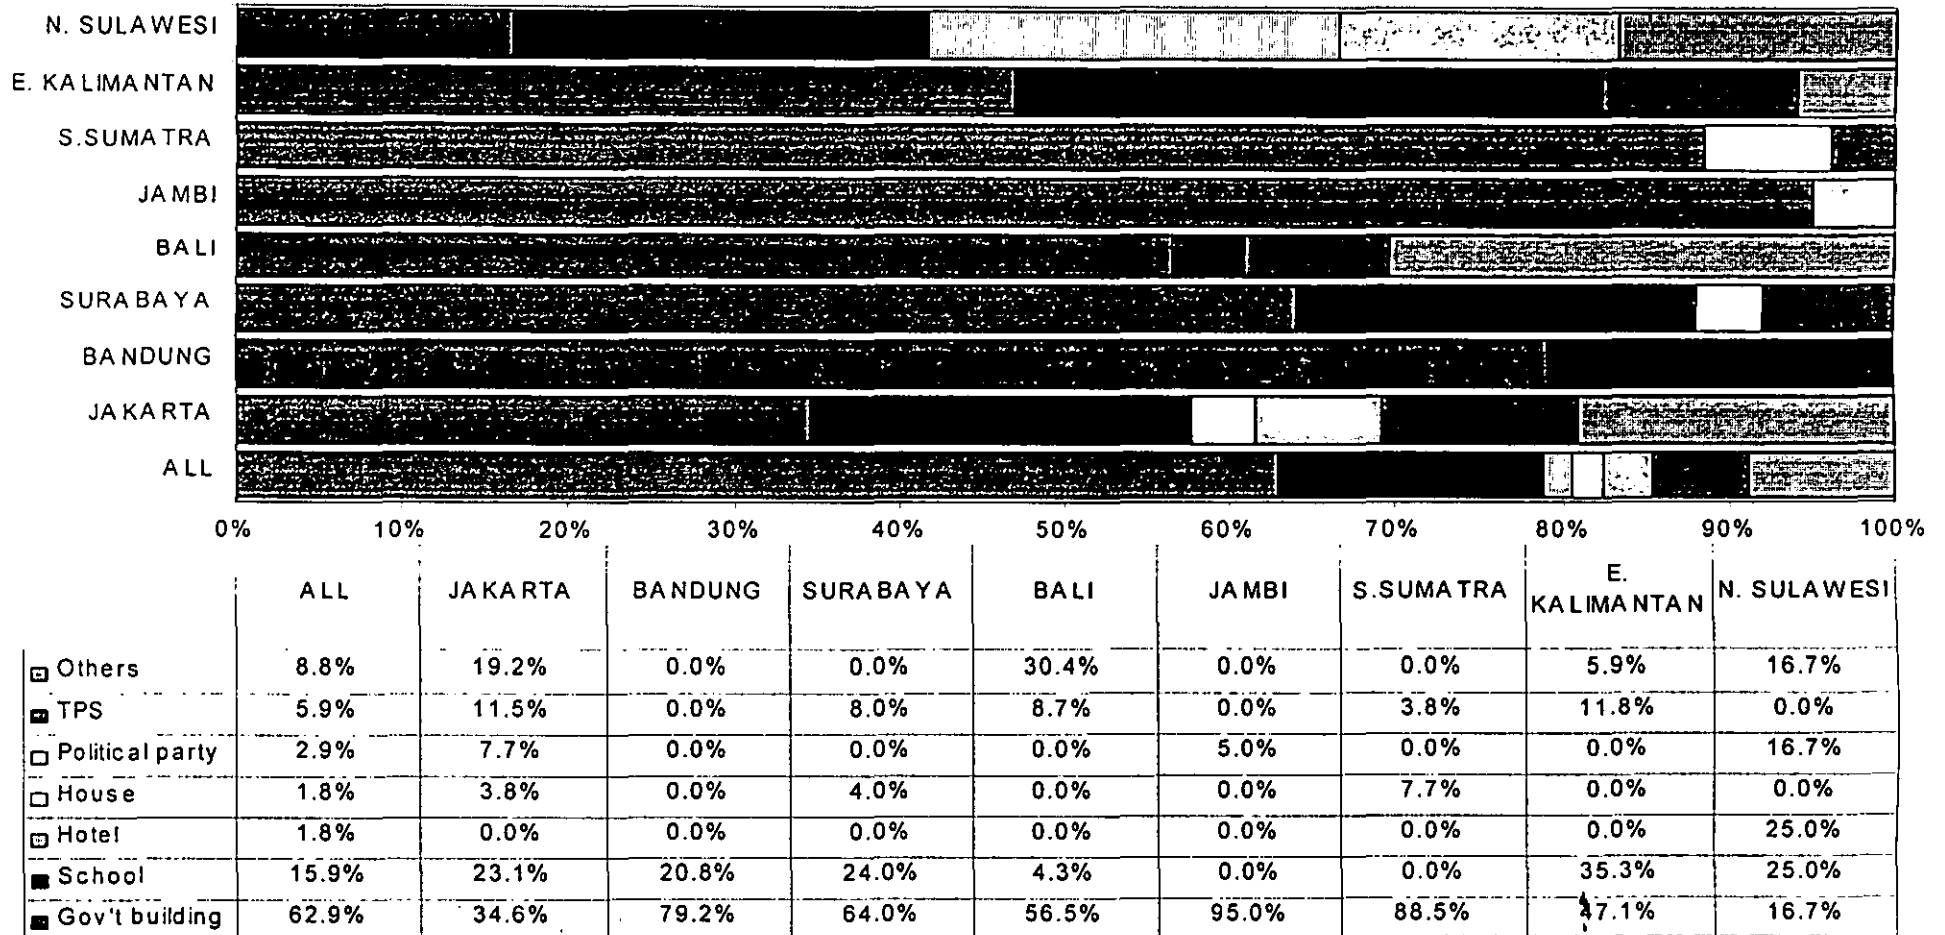 N. SULAWESI
E. KALIMANTAN
S.SUMATRA
JAMBI
BALI
SURABAYA
BANDUNG
JAKARTA
ALL
0% 10% 20% 30% 40% 50% 60% 70% 80% 90% 100%
ALL JAKARTA BANDUNG SURABAYA BALI JAMBI S.SUMATRA E. KALIMANTAN N. SULAWESI
Others 8.8% 19.2% 0.0% 0.0% 30.4% 0.0% 0.0% 5.9% 16.7%
TPS 5.9% 11.5% 0.0% 8.0% 8.7% 0.0% 3.8% 11.8% 0.0%
Political party 2.9% 7.7% 0.0% 0.0% 0.0% 5.0% 0.0% 0.0% 16.7%
House 1.8% 3.8% 0.0% 4.0% 0.0% 0.0% 7.7% 0.0% 0.0%
Hotel 1.8% 0.0% 0.0% 0.0% 0.0% 0.0% 0.0% 0.0% 25.0%
School 15.9% 23.1% 20.8% 24.0% 4.3% 0.0% 0.0% 35.3% 25.0%
Gov't building 62.9% 34.6% 79.2% 64.0% 56.5% 95.0% 88.5% 47.1% 16.7%